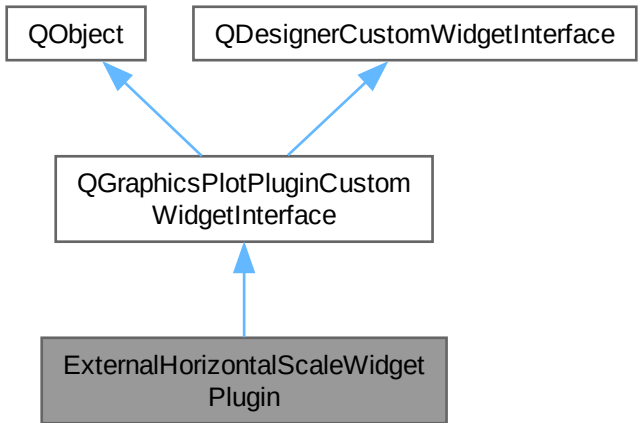 QObject
QDesignerCustomWidgetInterface
QGraphicsPlotPluginCustom
WidgetInterface
ExternalHorizontalScaleWidget
Plugin